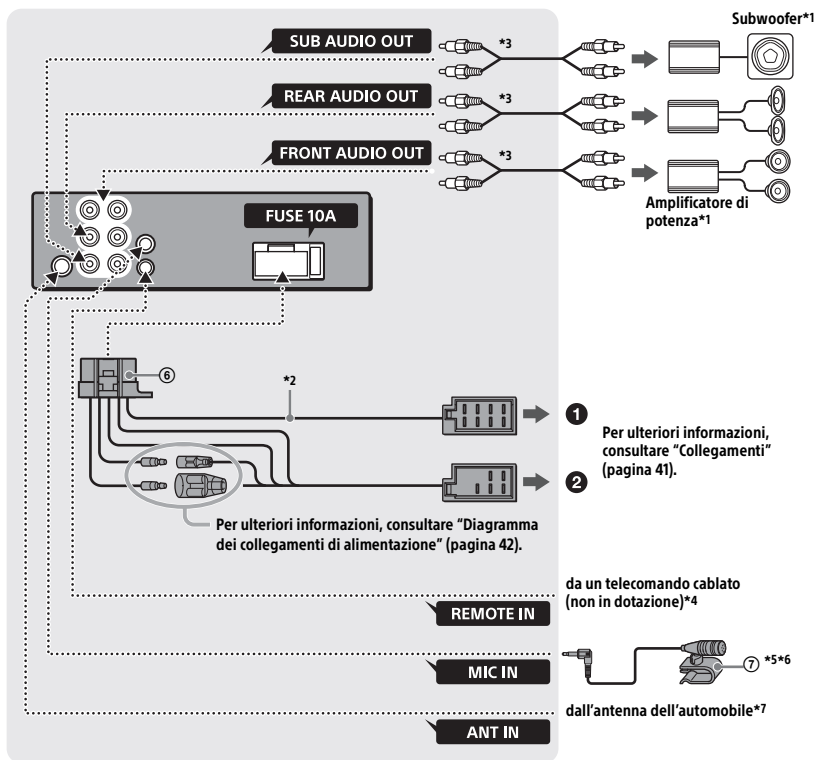 Subwoofer*1
SUB AUDIO OUT
*3
REAR AUDIO OUT
*3
FRONT AUDIO OUT
*3
Amplificatore di
potenza*1
FUSE 10A
⑥
*2
❶
Per ulteriori informazioni,
consultare “Collegamenti”
(pagina 41).
❷
Per ulteriori informazioni, consultare “Diagramma
dei collegamenti di alimentazione” (pagina 42).
da un telecomando cablato
(non in dotazione)*4
REMOTE IN
⑦ *5*6
MIC IN
dall'antenna dell'automobile*7
ANT IN